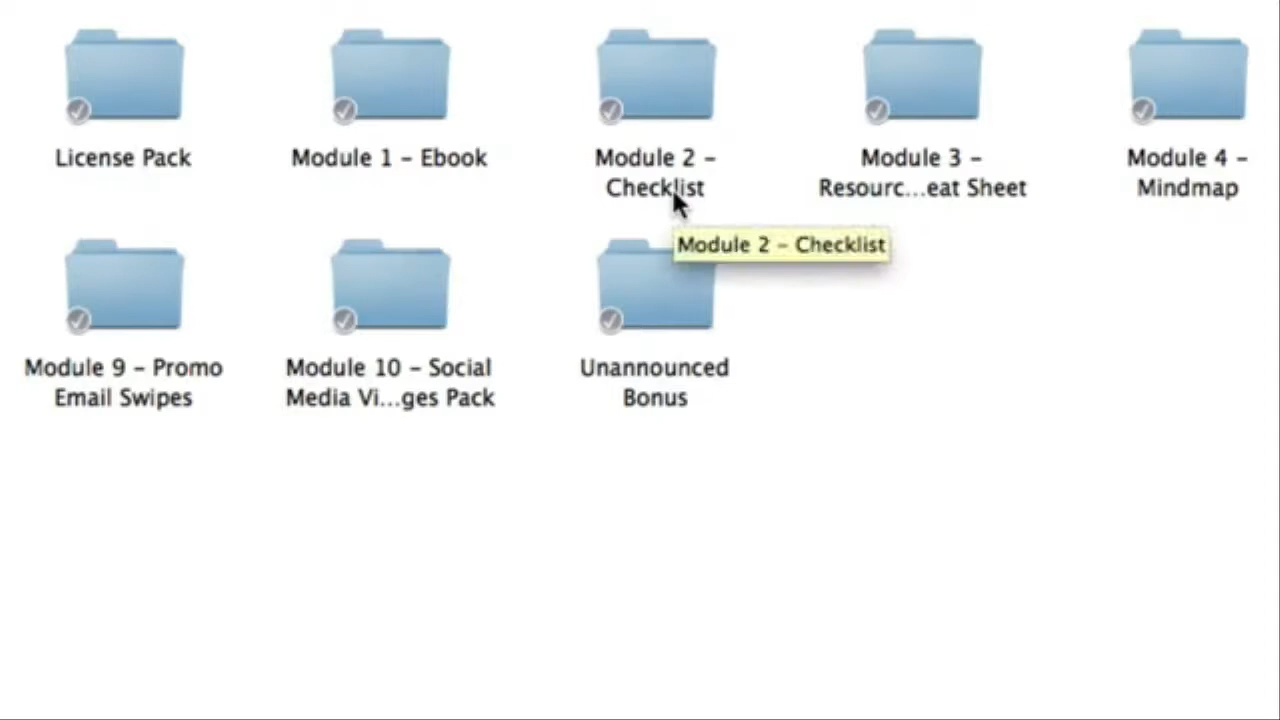 License Pack
Module 1 - Ebook
Module 2 -
Checklist
Module 3 -
Resourc...eat Sheet
Module 4 -
Mindmap
Module 2 - Checklist
Module 9 - Promo
Email Swipes
Module 10 - Social
Media Vi...ges Pack
Unannounced
Bonus